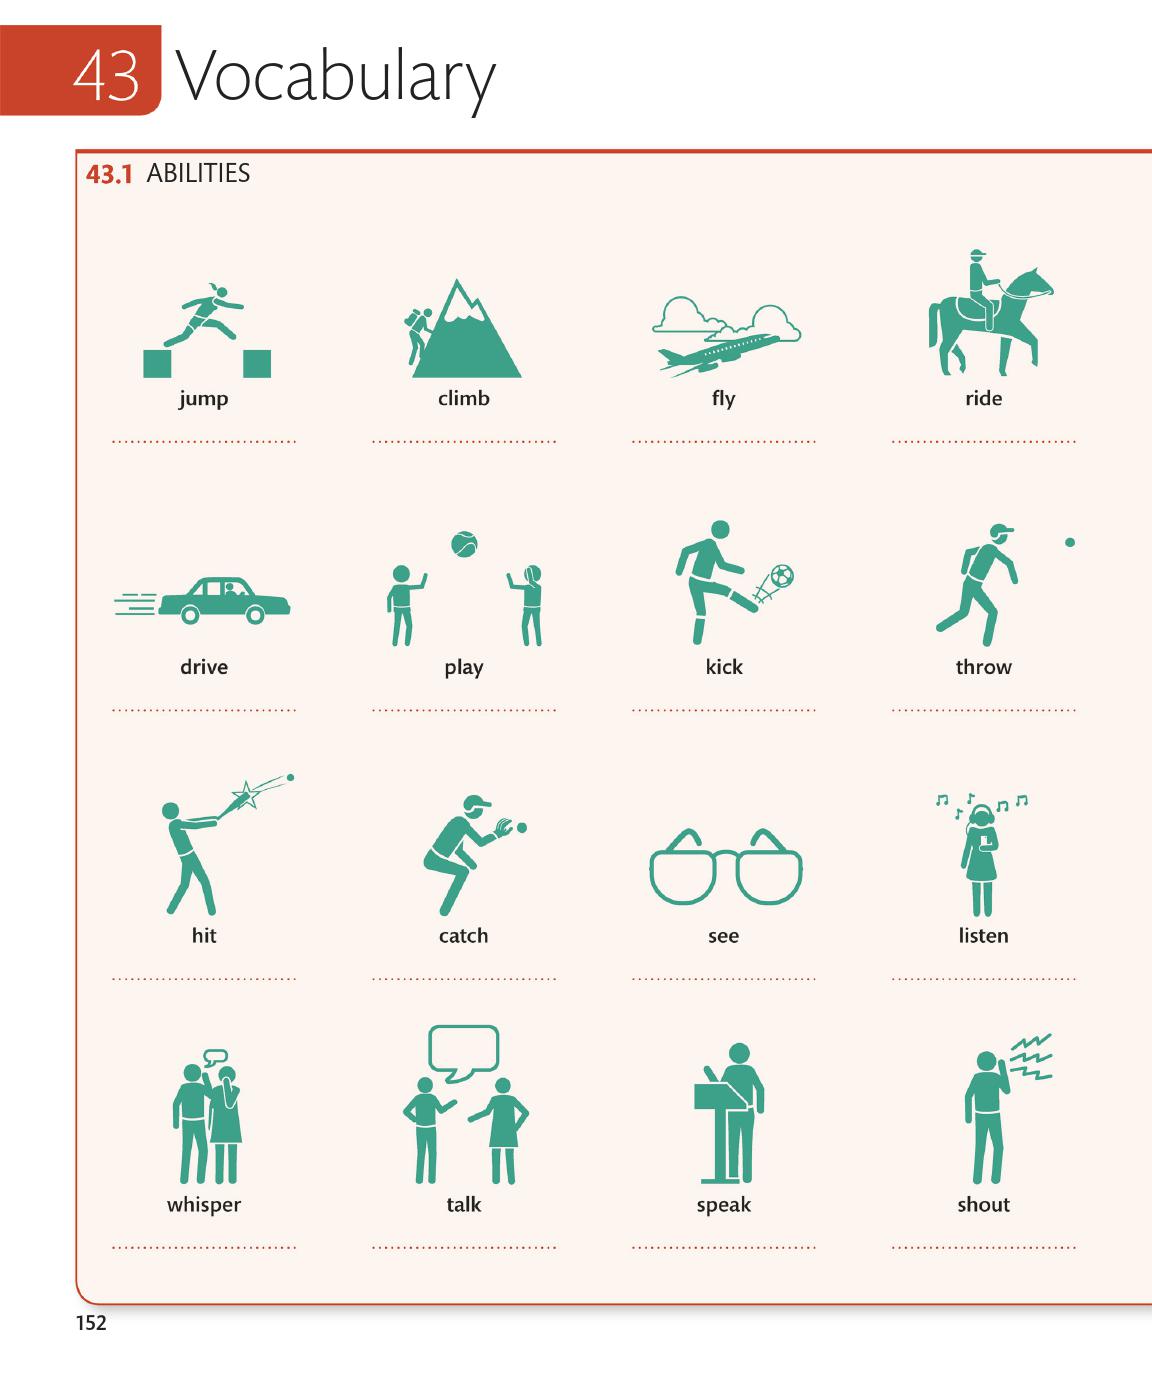 43 Vocabulary
43.1 ABILITIES
jump climb fly ride
drive play kick throw
hit catch see listen
whisper talk speak shout
152